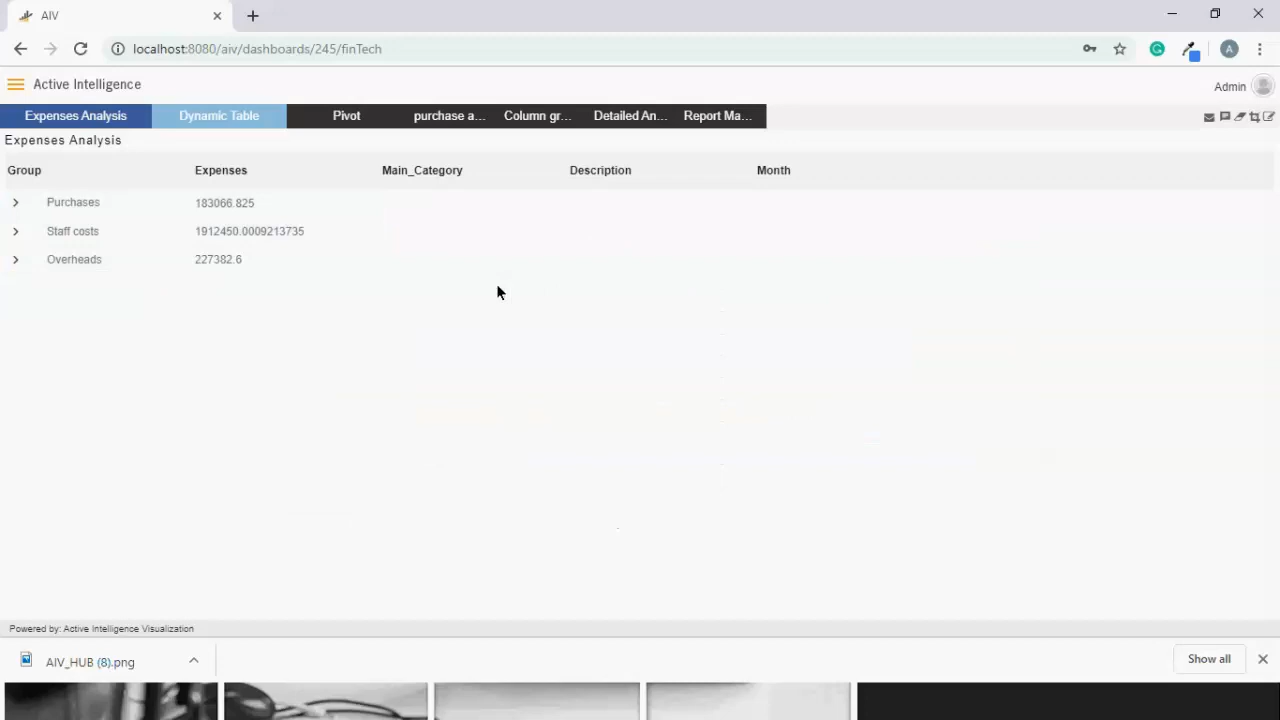 AIV
localhost:8080/aiv/dashboards/245/finTech
A
Active Intelligence
Admin
Expenses Analysis Dynamic Table Pivot purchase a... Column gr... Detailed An... Report Ma...
Expenses Analysis
Group Expenses Main_Category Description Month
Purchases 183066.825
Staff costs 1912450.0009213735
Overheads 227382.6
Powered by: Active Intelligence Visualization
AIV_HUB (8).png
Show all